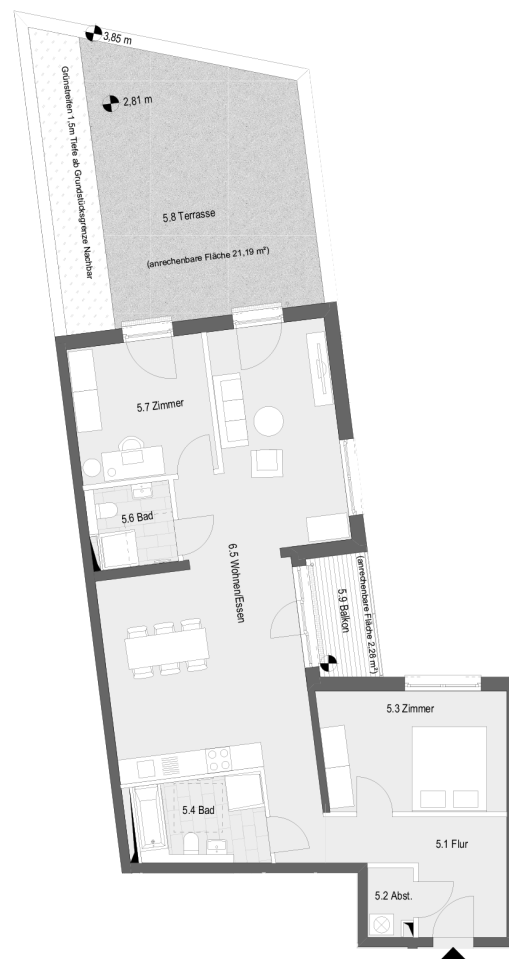 3,85 m
2,81 m
Grünstreifen 1,5m Tiefe ab Grundstücksgrenze Nachbar
5.8 Terrasse
(anrechenbare Fläche 21,19 m²)
5.7 Zimmer
5.6 Bad
6.5 Wohnen/Essen
5.9 Balkon
(anrechenbare Fläche 2,28 m²)
5.3 Zimmer
5.4 Bad
5.1 Flur
5.2 Abst.